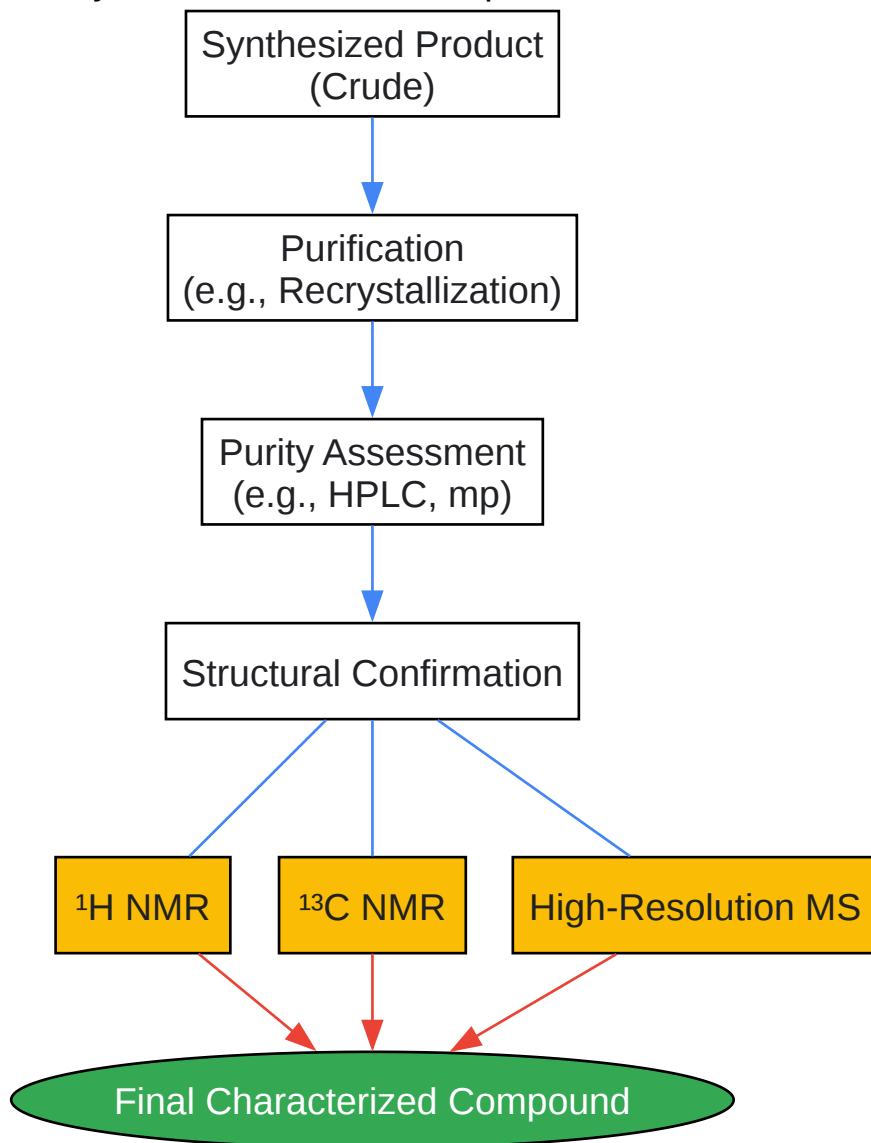 Synthesized Product
(Crude)
Purification
(e.g., Recrystallization)
Purity Assessment
(e.g., HPLC, mp)
Structural Confirmation
¹H NMR
¹³C NMR
High-Resolution MS
Final Characterized Compound